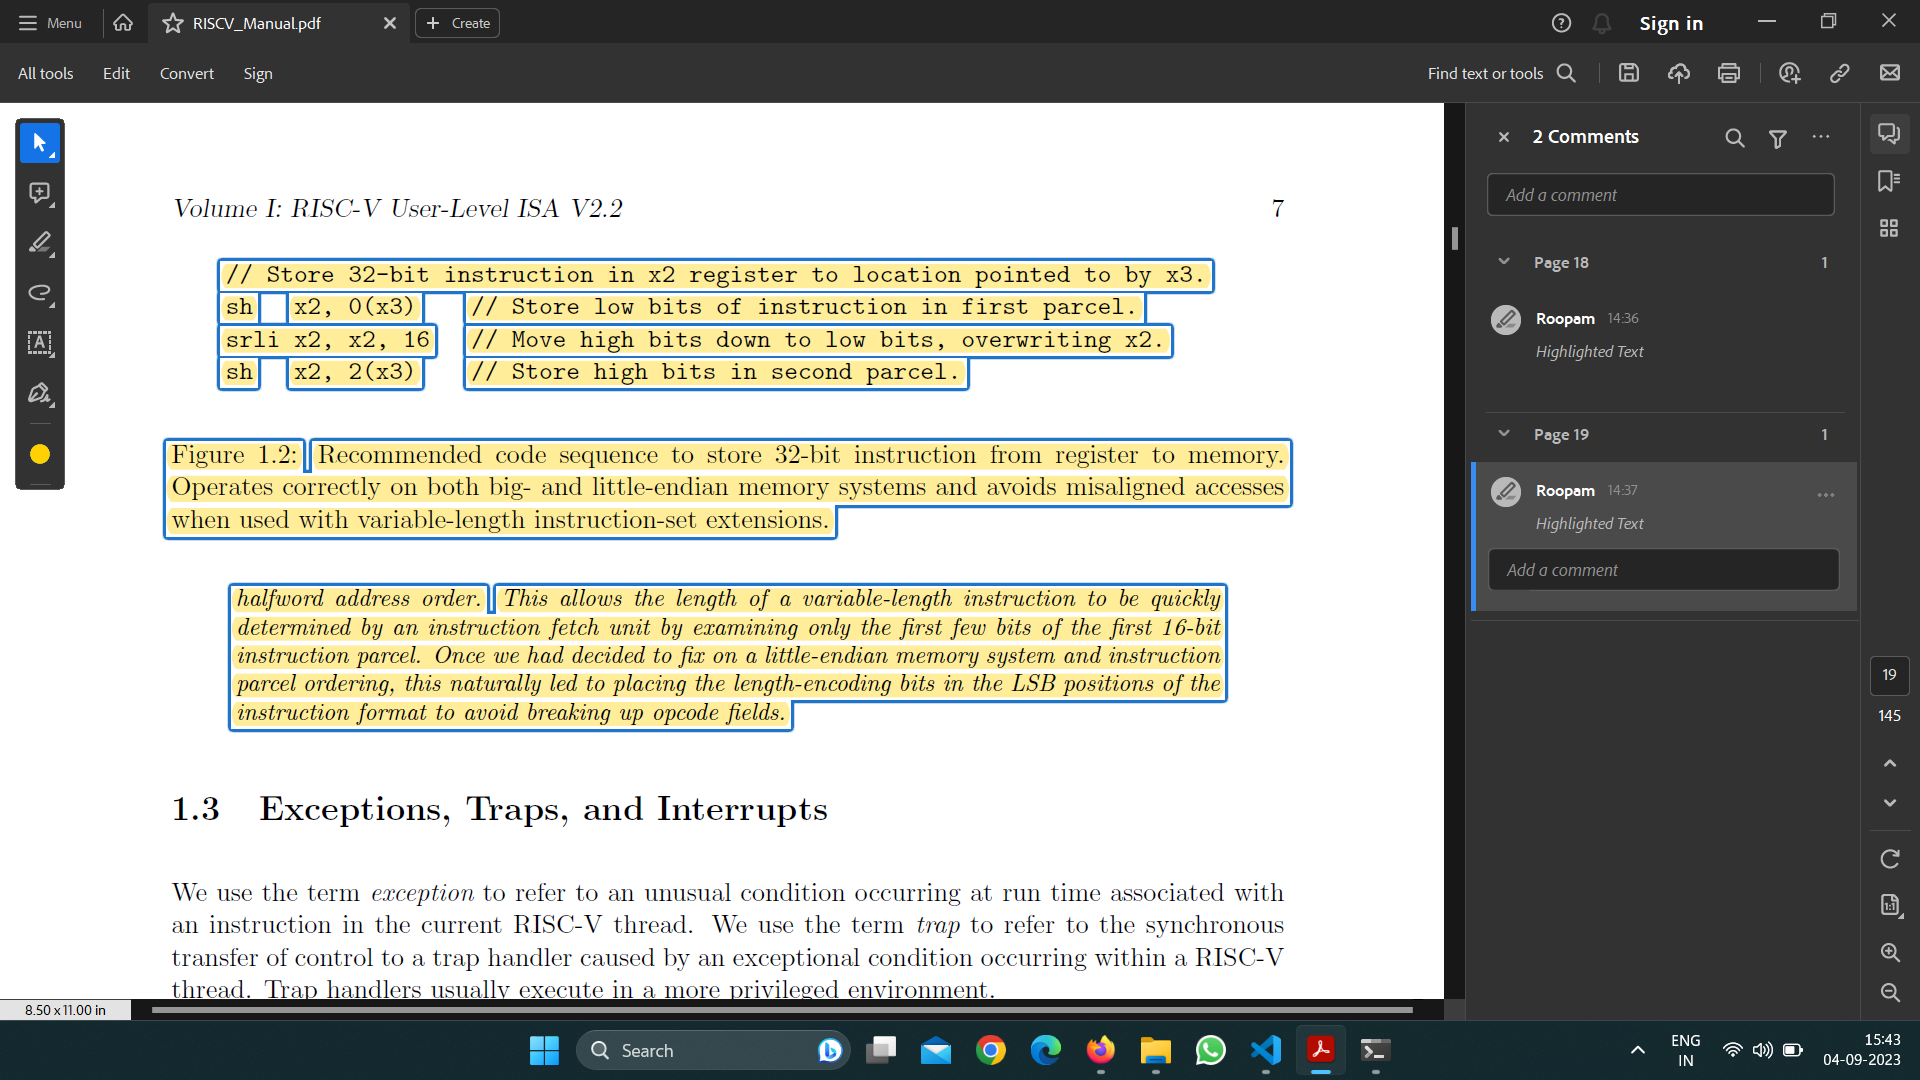 Menu
RISCV_Manual.pdf
Create
Sign in
All tools Edit Convert Sign
Find text or tools
Volume I: RISC-V User-Level ISA V2.2 7
// Store 32-bit instruction in x2 register to location pointed to by x3.
sh x2, 0(x3) // Store low bits of instruction in first parcel.
srli x2, x2, 16 // Move high bits down to low bits, overwriting x2.
sh x2, 2(x3) // Store high bits in second parcel.
Figure 1.2: Recommended code sequence to store 32-bit instruction from register to memory.
Operates correctly on both big- and little-endian memory systems and avoids misaligned accesses
when used with variable-length instruction-set extensions.
halfword address order. This allows the length of a variable-length instruction to be quickly
determined by an instruction fetch unit by examining only the first few bits of the first 16-bit
instruction parcel. Once we had decided to fix on a little-endian memory system and instruction
parcel ordering, this naturally led to placing the length-encoding bits in the LSB positions of the
instruction format to avoid breaking up opcode fields.
1.3 Exceptions, Traps, and Interrupts
We use the term exception to refer to an unusual condition occurring at run time associated with
an instruction in the current RISC-V thread. We use the term trap to refer to the synchronous
transfer of control to a trap handler caused by an exceptional condition occurring within a RISC-V
thread. Trap handlers usually execute in a more privileged environment.
8.50 x 11.00 in
2 Comments
Add a comment
Page 18 1
Roopam 14:36
Highlighted Text
Page 19 1
Roopam 14:37
Highlighted Text
Add a comment
19
145
Search
ENG
IN
15:43
04-09-2023